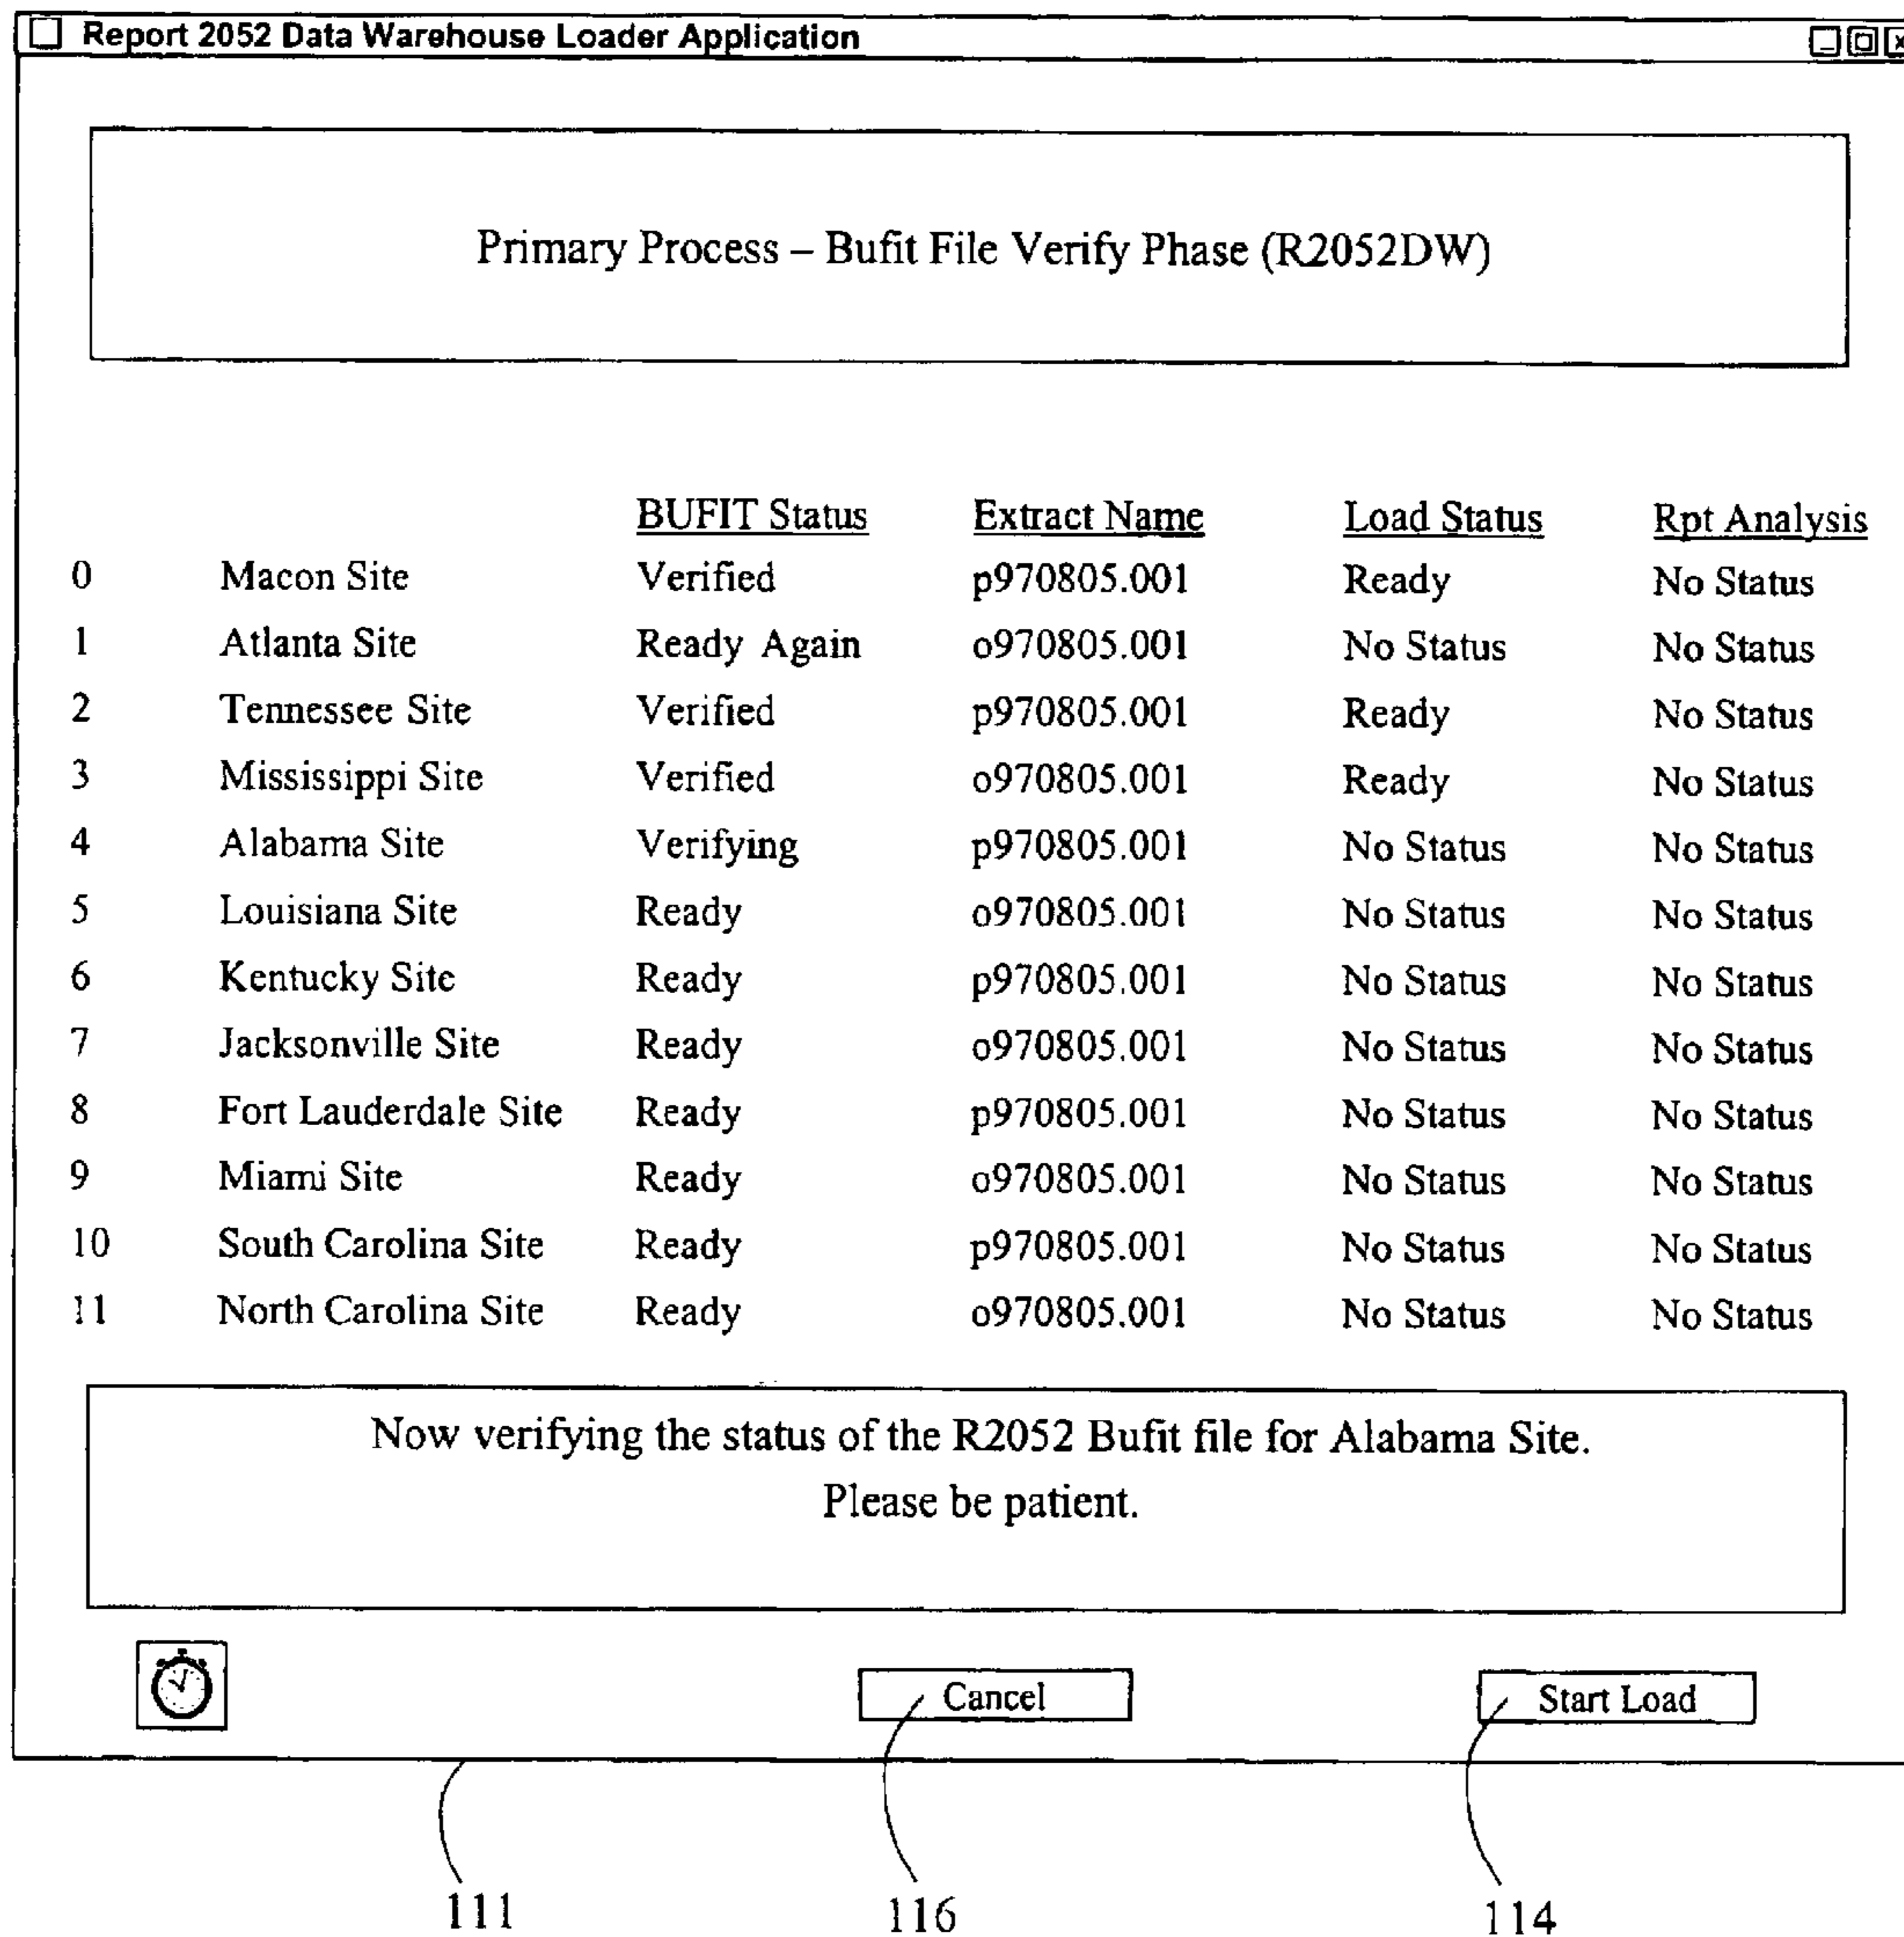 Report 2052 Data Warehouse Loader Application
Primary Process – Bufit File Verify Phase (R2052DW)
BUFIT Status Extract Name Load Status Rpt Analysis
0 Macon Site Verified p970805.001 Ready No Status
1 Atlanta Site Ready Again o970805.001 No Status No Status
2 Tennessee Site Verified p970805.001 Ready No Status
3 Mississippi Site Verified o970805.001 Ready No Status
4 Alabama Site Verifying p970805.001 No Status No Status
5 Louisiana Site Ready o970805.001 No Status No Status
6 Kentucky Site Ready p970805.001 No Status No Status
7 Jacksonville Site Ready o970805.001 No Status No Status
8 Fort Lauderdale Site Ready p970805.001 No Status No Status
9 Miami Site Ready o970805.001 No Status No Status
10 South Carolina Site Ready p970805.001 No Status No Status
11 North Carolina Site Ready o970805.001 No Status No Status
Now verifying the status of the R2052 Bufit file for Alabama Site.
Please be patient.
Cancel Start Load
111 116 114